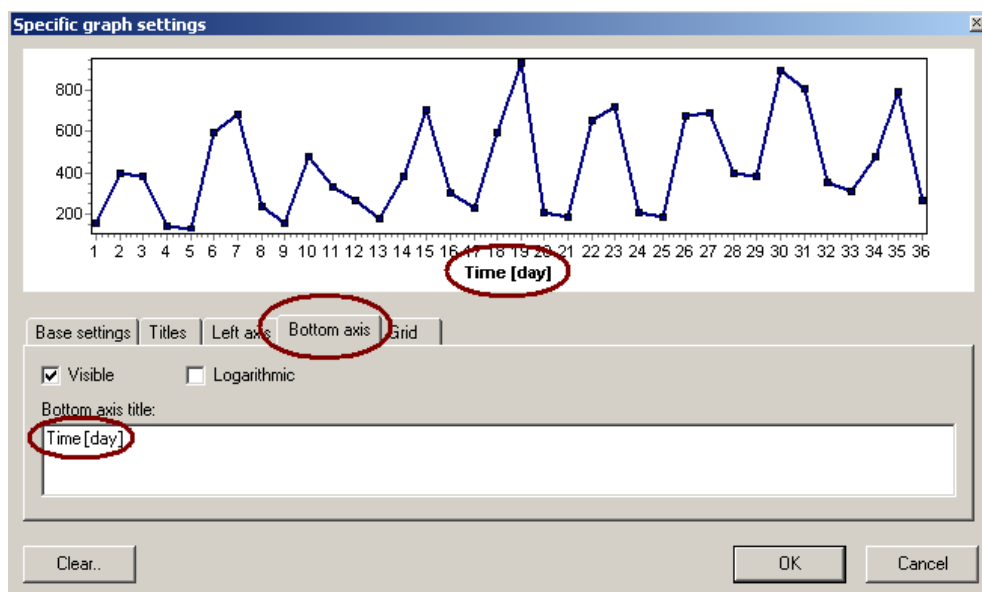 Specific graph settings
800
600
400
200
1 2 3 4 5 6 7 8 9 10 11 12 13 14 15 16 17 18 19 20 21 22 23 24 25 26 27 28 29 30 31 32 33 34 35 36
Time [day]
Base settings Titles Left axis Bottom axis Grid
Visible Logarithmic
Bottom axis title:
Time [day]
Clear.. OK Cancel